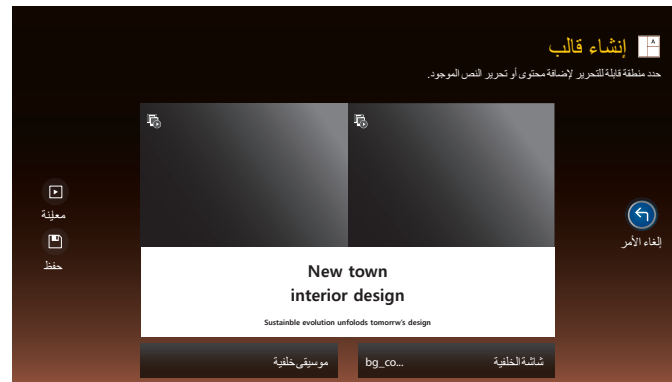 إنشاء قالب
حدد منطقة قابلة للتحرير لإضافة محتوى أو تحرير النص الموجود.
إلغاء الأمر
معاينة
حفظ
New town
interior design
Sustainble evolution unfolods tomorrw's design
شاشة الخلفية bg_co...
موسيقى خلفية